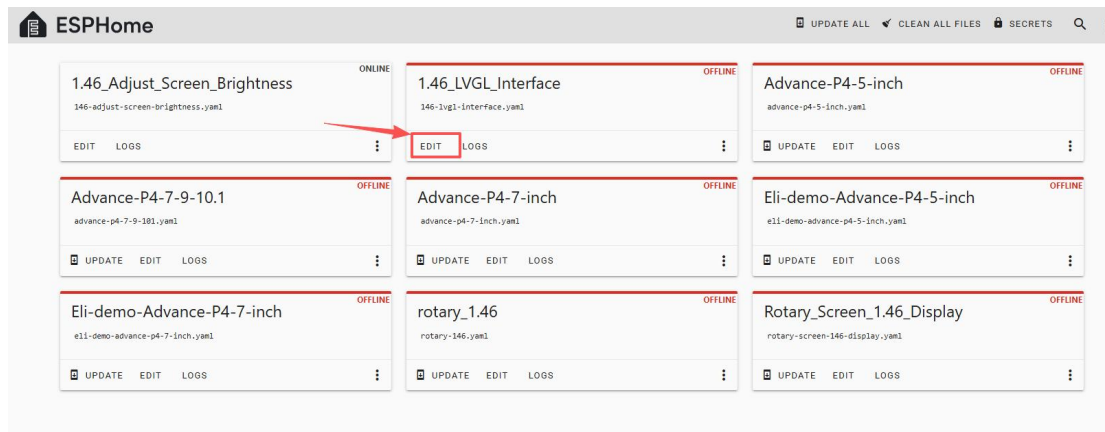 ESPHome
UPDATE ALL CLEAN ALL FILES SECRETS
ONLINE
1.46_Adjust_Screen_Brightness
146-adjust-screen-brightness.yaml
EDIT LOGS
OFFLINE
1.46_LVGL_Interface
146-lvgl-interface.yaml
EDIT LOGS
OFFLINE
Advance-P4-5-inch
advance-p4-5-inch.yaml
UPDATE EDIT LOGS
OFFLINE
Advance-P4-7-9-10.1
advance-p4-7-9-101.yaml
UPDATE EDIT LOGS
OFFLINE
Advance-P4-7-inch
advance-p4-7-inch.yaml
UPDATE EDIT LOGS
OFFLINE
Eli-demo-Advance-P4-5-inch
eli-demo-advance-p4-5-inch.yaml
UPDATE EDIT LOGS
OFFLINE
Eli-demo-Advance-P4-7-inch
eli-demo-advance-p4-7-inch.yaml
UPDATE EDIT LOGS
OFFLINE
rotary_1.46
rotary-146.yaml
UPDATE EDIT LOGS
OFFLINE
Rotary_Screen_1.46_Display
rotary-screen-146-display.yaml
UPDATE EDIT LOGS